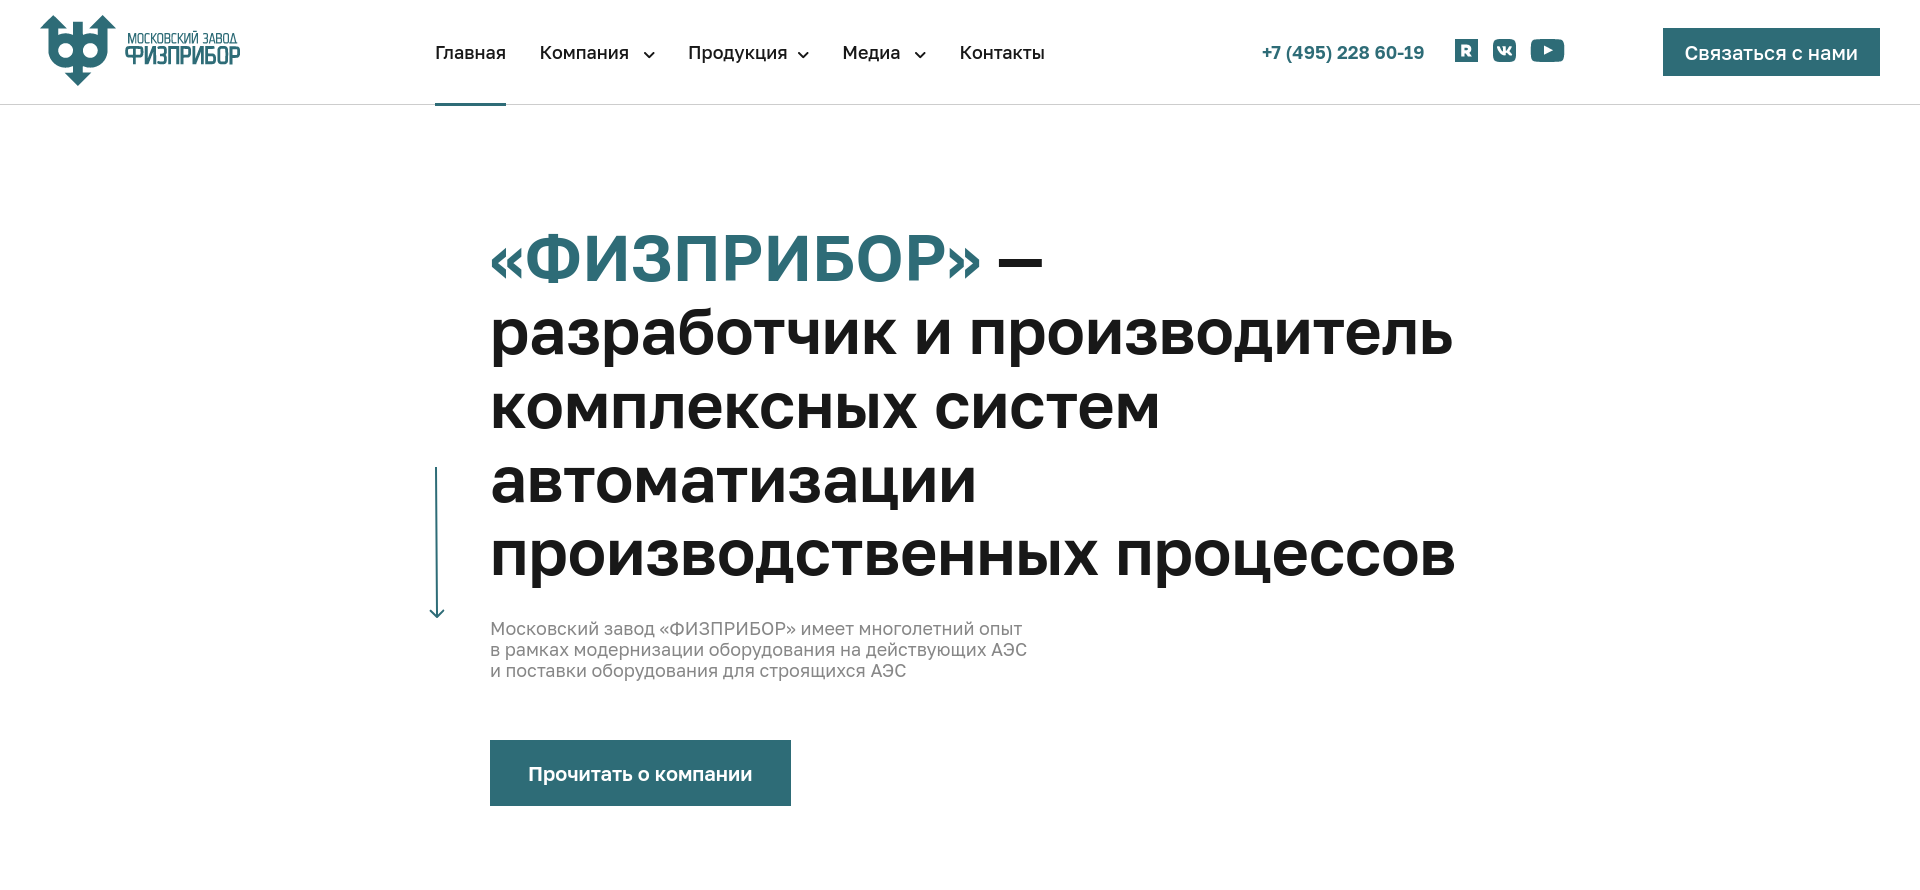 МОСКОВСКИЙ ЗАВОД
ФИЗПРИБОР
Главная Компания Продукция Медиа Контакты
+7 (495) 228 60-19
Связаться с нами
«ФИЗПРИБОР» —
разработчик и производитель
комплексных систем
автоматизации
производственных процессов
Московский завод «ФИЗПРИБОР» имеет многолетний опыт
в рамках модернизации оборудования на действующих АЭС
и поставки оборудования для строящихся АЭС
Прочитать о компании